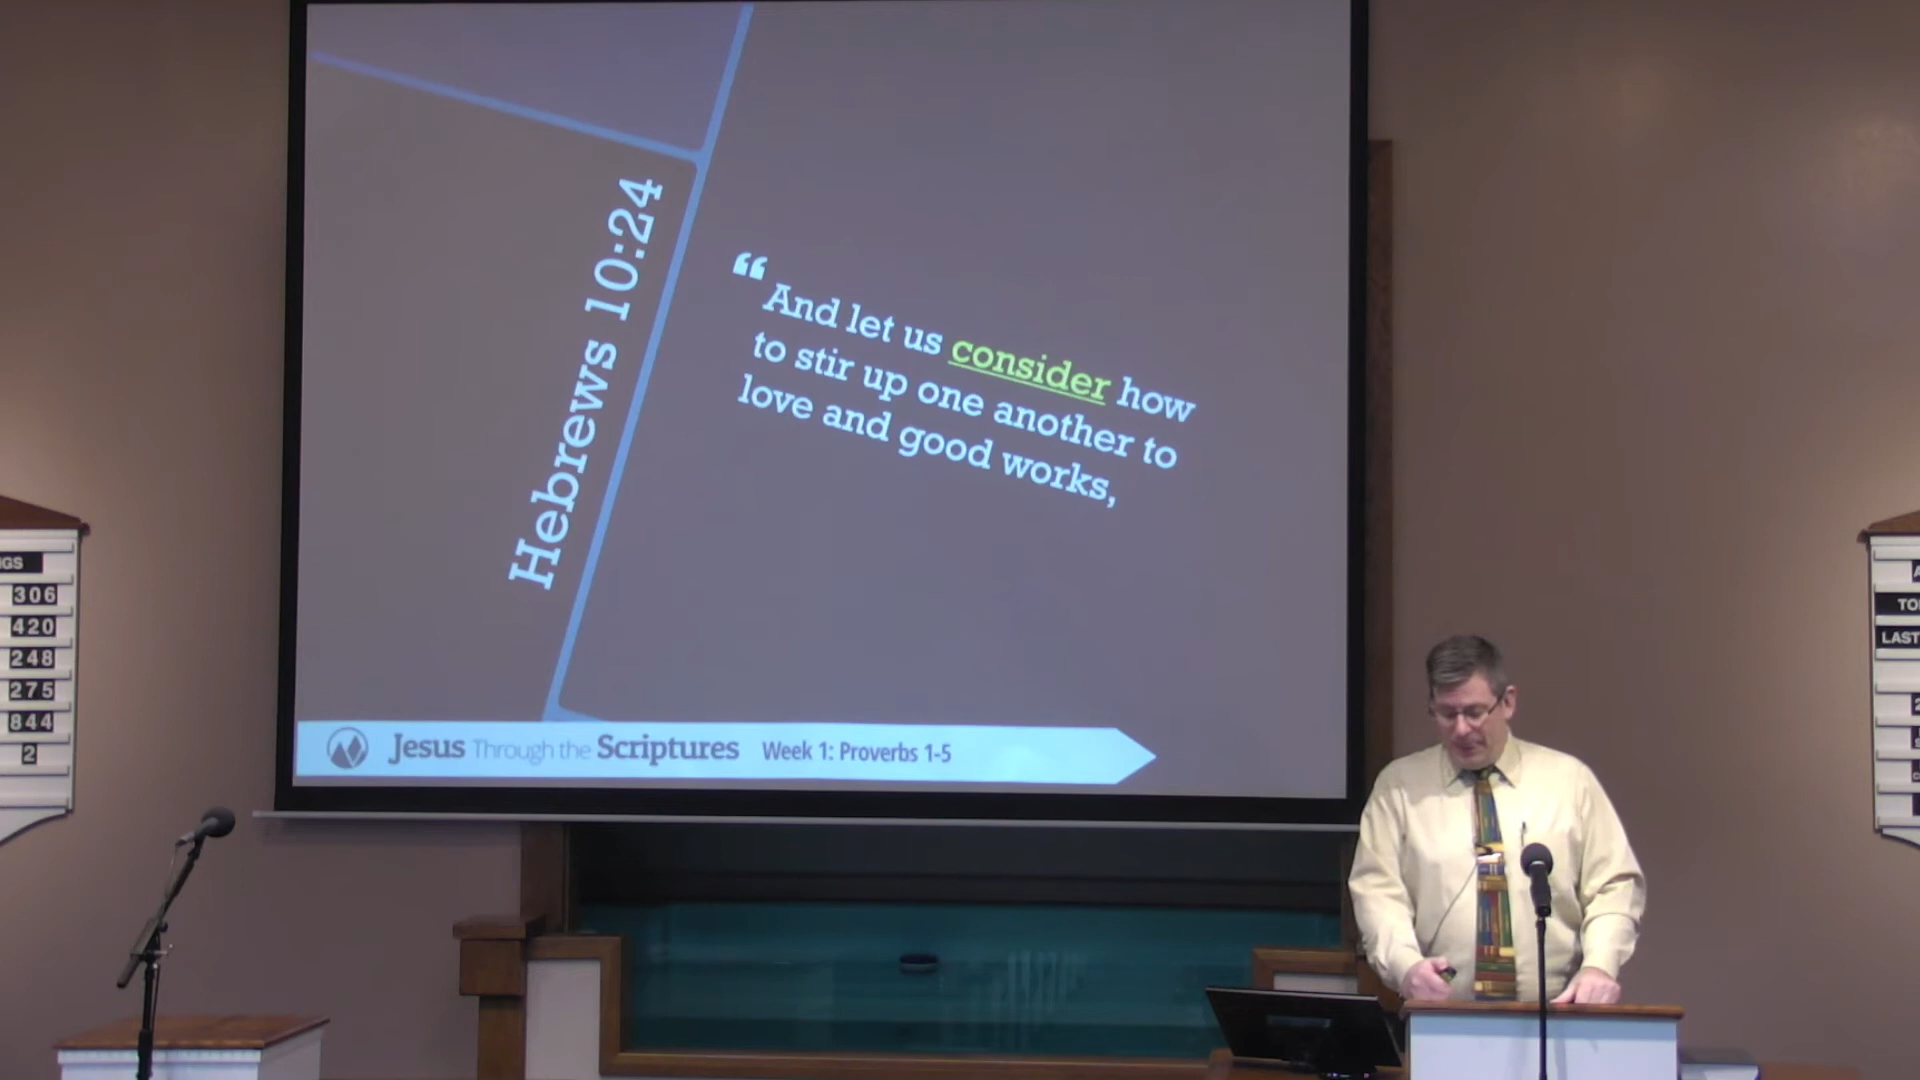 Hebrews 10:24
“And let us consider how
to stir up one another to
love and good works,
Jesus Through the Scriptures Week 1: Proverbs 1-5
306
420
248
275
844
2
LAST